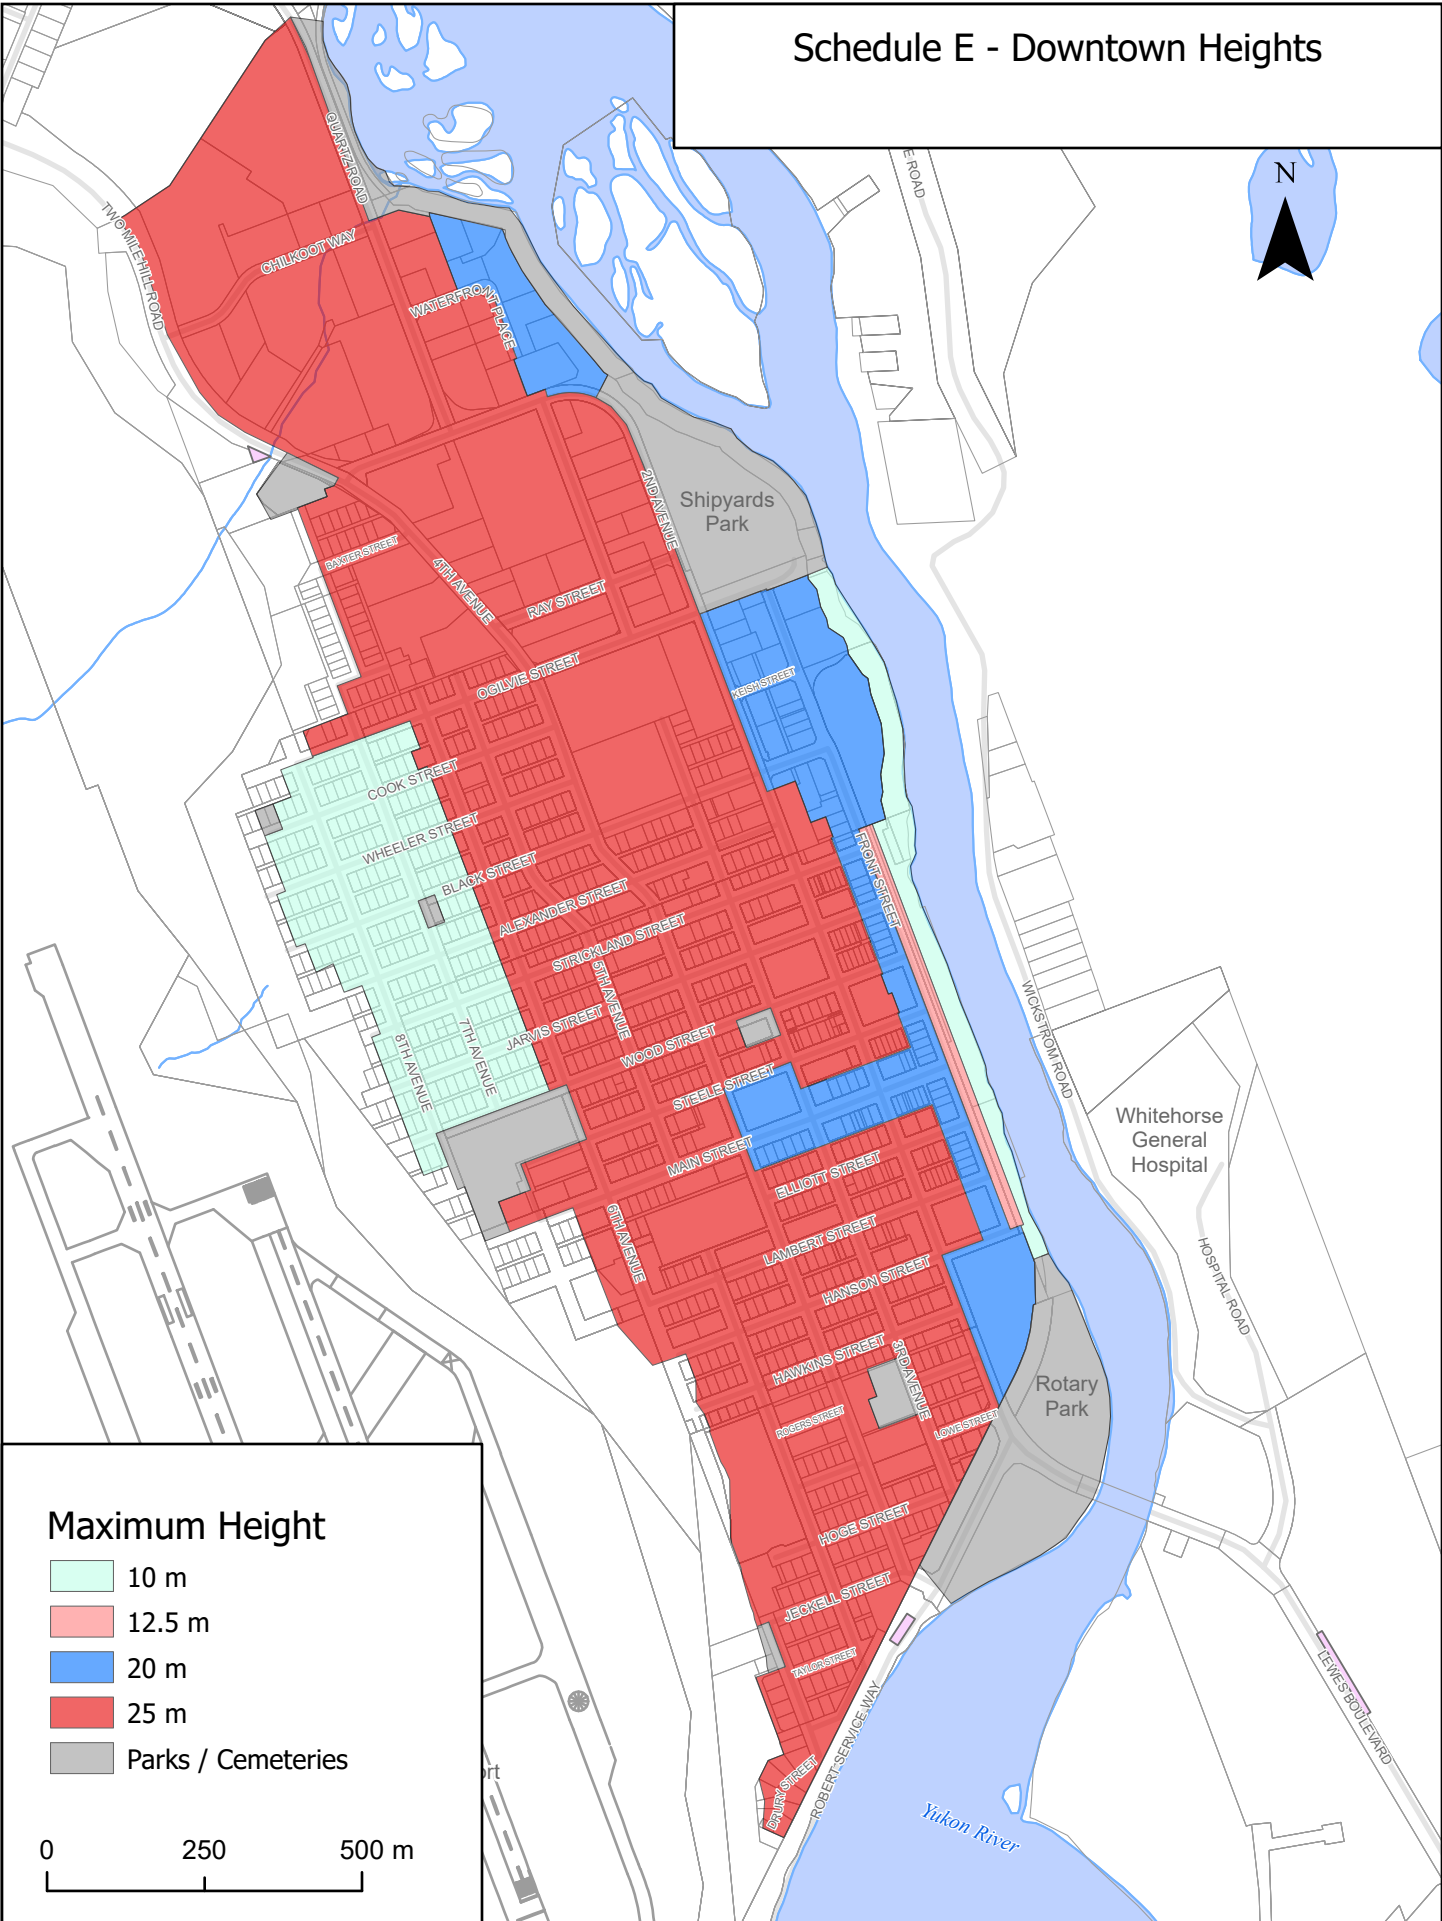 Schedule E - Downtown Heights
N
E ROAD
QUARTZ ROAD
TWO MILE HILL ROAD
CHILKOOT WAY
WATERFRONT PLACE
2ND AVENUE
Shipyards
Park
BAXTER STREET
4TH AVENUE
RAY STREET
OGILVIE STREET
KEISH STREET
COOK STREET
WHEELER STREET
BLACK STREET
FRONT STREET
ALEXANDER STREET
STRICKLAND STREET
5TH AVENUE
JARVIS STREET
WOOD STREET
7TH AVENUE
8TH AVENUE
STEELE STREET
MAIN STREET
WICKSTROM ROAD
Whitehorse
General
Hospital
ELLIOTT STREET
6TH AVENUE
LAMBERT STREET
HANSON STREET
HOSPITAL ROAD
HAWKINS STREET
3RD AVENUE
Rotary
Park
ROGERS STREET
LOWE STREET
HOGE STREET
JECKELL STREET
TAYLOR STREET
ROBERT SERVICE WAY
DRURY STREET
LEWES BOULEVARD
Yukon River
ort
Maximum Height
10 m
12.5 m
20 m
25 m
Parks / Cemeteries
0 250 500 m